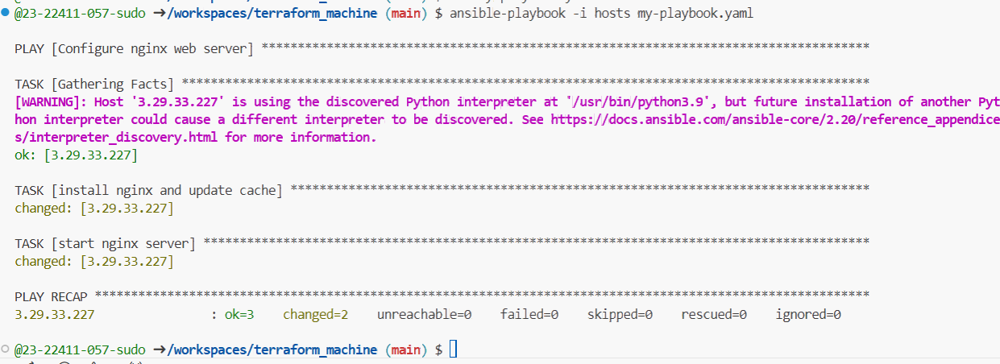 @23-22411-057-sudo ➜/workspaces/terraform_machine (main) $ ansible-playbook -i hosts my-playbook.yaml
PLAY [Configure nginx web server] ************************************************************************************
TASK [Gathering Facts] ***********************************************************************************************
[WARNING]: Host '3.29.33.227' is using the discovered Python interpreter at '/usr/bin/python3.9', but future installation of another Pyt
hon interpreter could cause a different interpreter to be discovered. See https://docs.ansible.com/ansible-core/2.20/reference_appendice
s/interpreter_discovery.html for more information.
ok: [3.29.33.227]
TASK [install nginx and update cache] ********************************************************************************
changed: [3.29.33.227]
TASK [start nginx server] ********************************************************************************************
changed: [3.29.33.227]
PLAY RECAP ***********************************************************************************************************
3.29.33.227                : ok=3    changed=2    unreachable=0    failed=0    skipped=0    rescued=0    ignored=0
@23-22411-057-sudo ➜/workspaces/terraform_machine (main) $